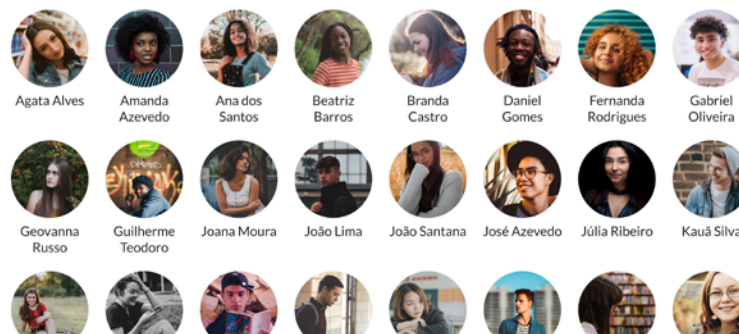 Agata Alves
Amanda
Azevedo
Ana dos
Santos
Beatriz
Barros
Branda
Castro
Daniel
Gomes
Fernanda
Rodrigues
Gabriel
Oliveira
Geovanna
Russo
Guilherme
Teodoro
Joana Moura
João Lima
João Santana
José Azevedo
Júlia Ribeiro
Kauã Silva